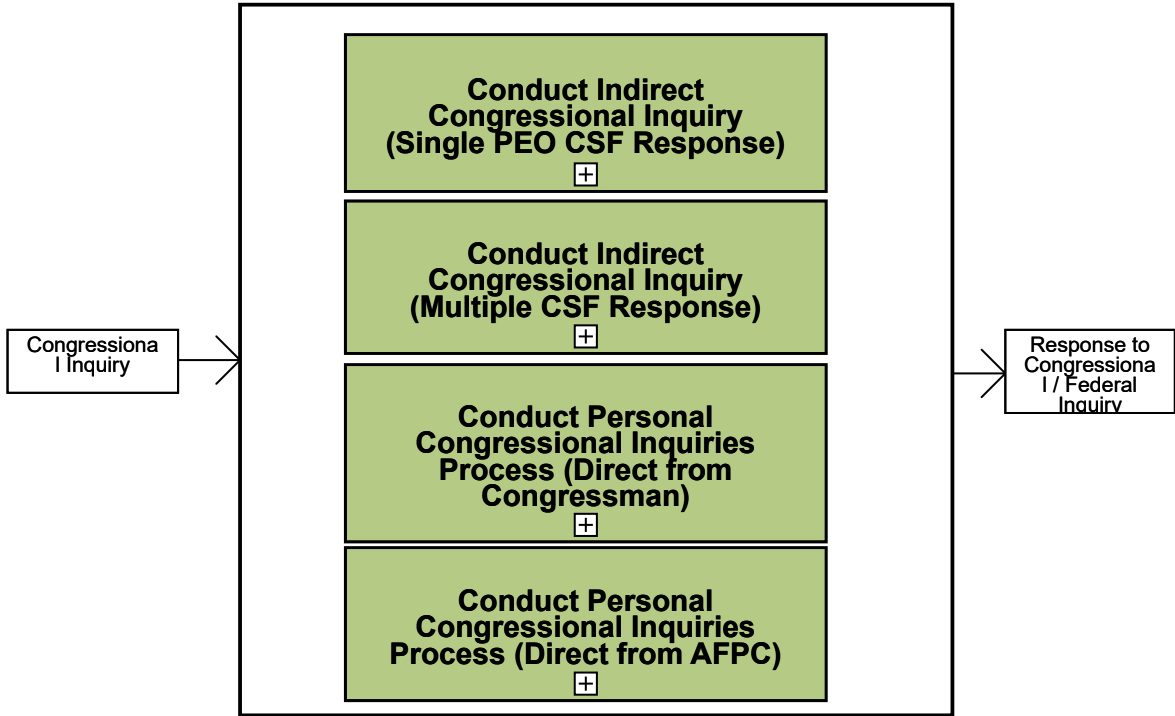 Conduct Indirect
Congressional Inquiry
(Single PEO CSF Response)
Conduct Indirect
Congressional Inquiry
(Multiple CSF Response)
Congressiona
l Inquiry
Response to
Congressiona
l / Federal
Inquiry
Conduct Personal
Congressional Inquiries
Process (Direct from
Congressman)
Conduct Personal
Congressional Inquiries
Process (Direct from AFPC)